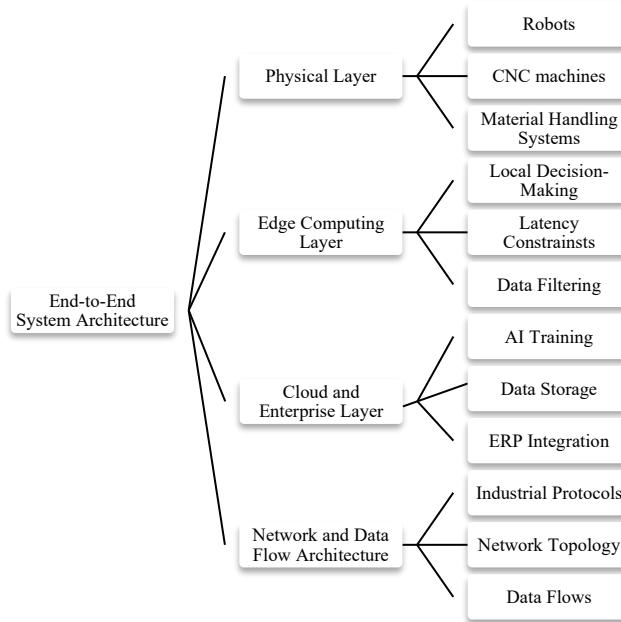 Robots
Physical Layer
CNC machines
Material Handling
Systems
Local Decision-
Making
Edge Computing
Layer
Latency
Constrainsts
Data Filtering
End-to-End
System Architecture
AI Training
Cloud and
Enterprise Layer
Data Storage
ERP Integration
Industrial Protocols
Network and Data
Flow Architecture
Network Topology
Data Flows